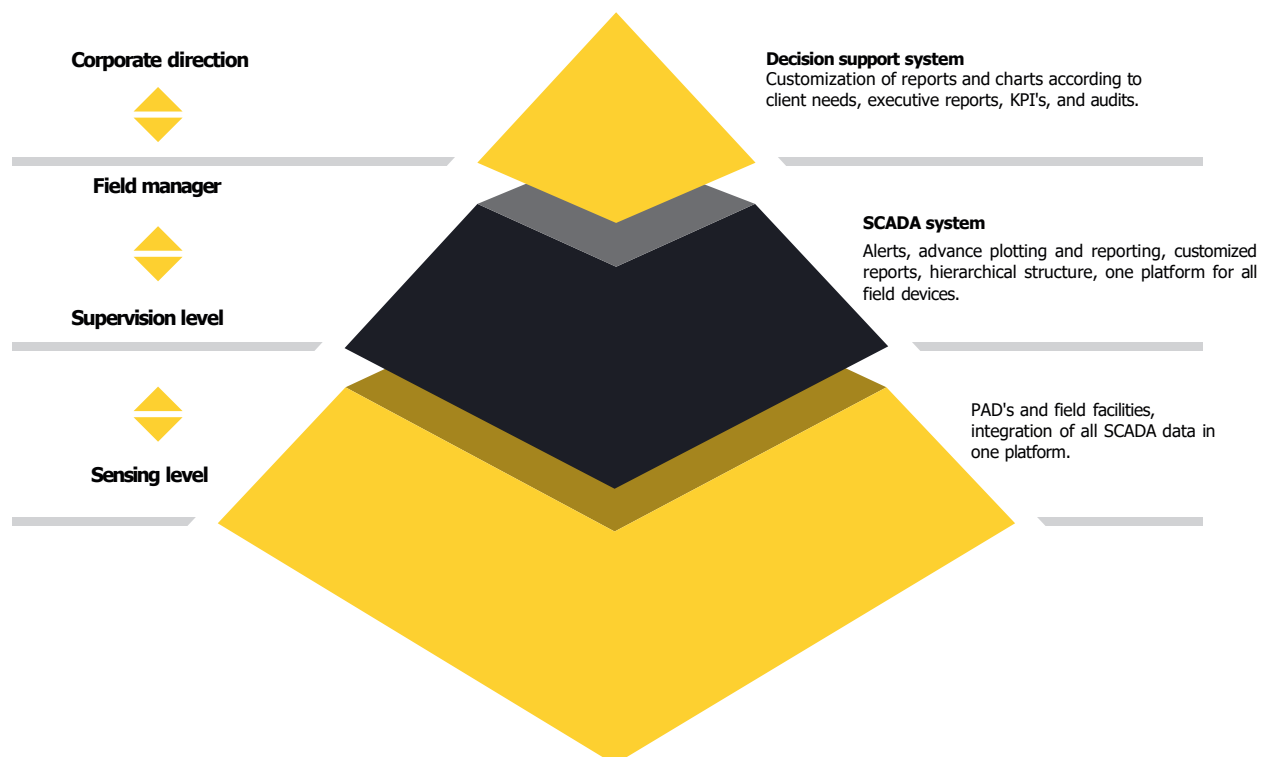 Corporate direction
Decision support system
Customization of reports and charts according to
client needs, executive reports, KPI's, and audits.
Field manager
SCADA system
Alerts, advance plotting and reporting, customized
reports, hierarchical structure, one platform for all
field devices.
Supervision level
PAD's and field facilities,
integration of all SCADA data in
one platform.
Sensing level